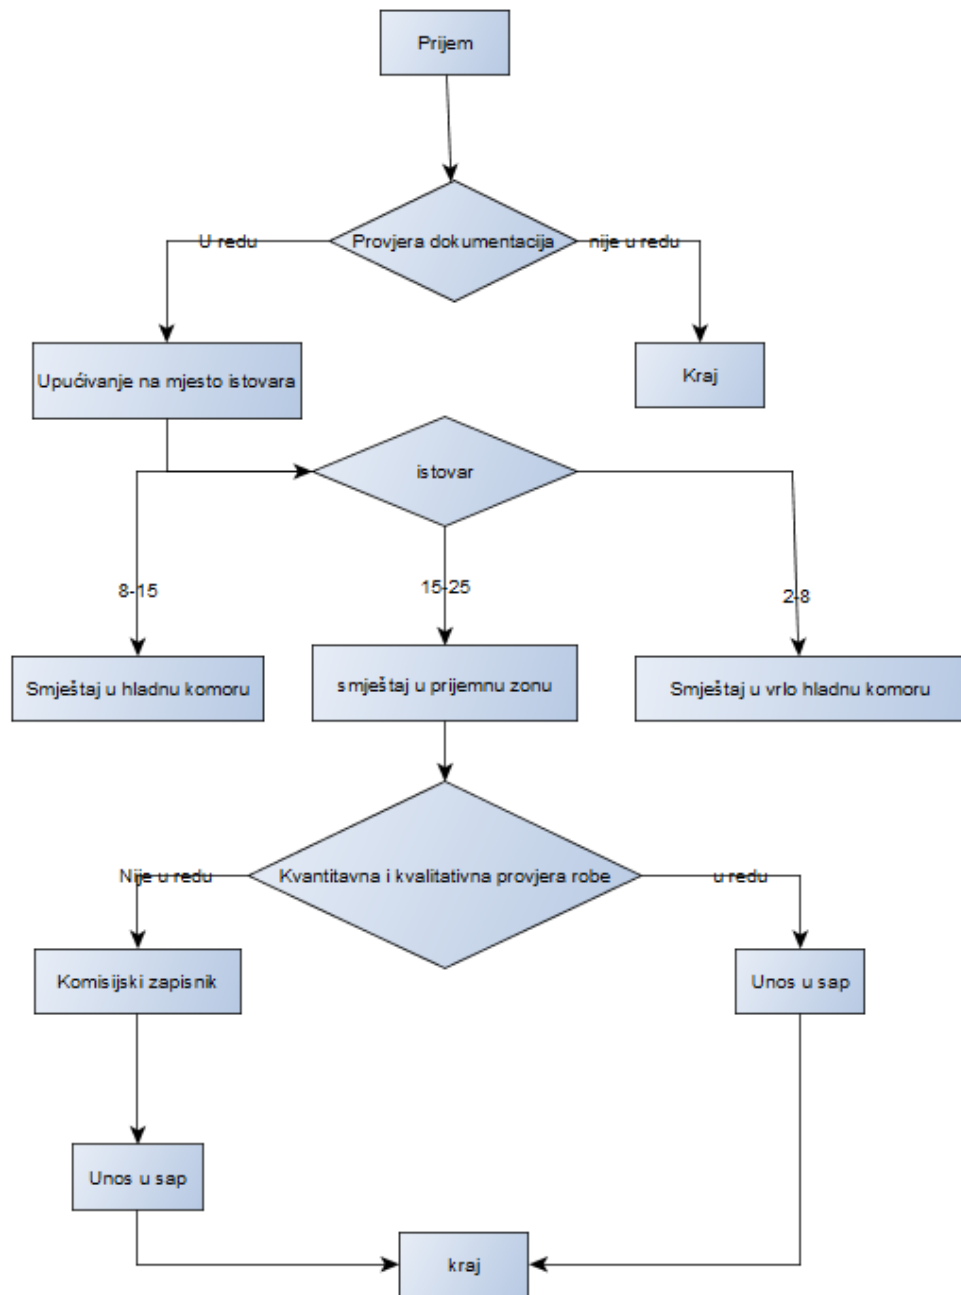 Prijem
U redu
Provjera dokumentacija
nije u redu
Upućivanje na mjesto istovara
Kraj
istovar
8-15
15-25
2-8
Smještaj u hladnu komoru
smještaj u prijemnu zonu
Smještaj u vrlo hladnu komoru
Nije u redu
Kvantitavna i kvalitativna provjera robe
u redu
Komisijski zapisnik
Unos u sap
Unos u sap
kraj